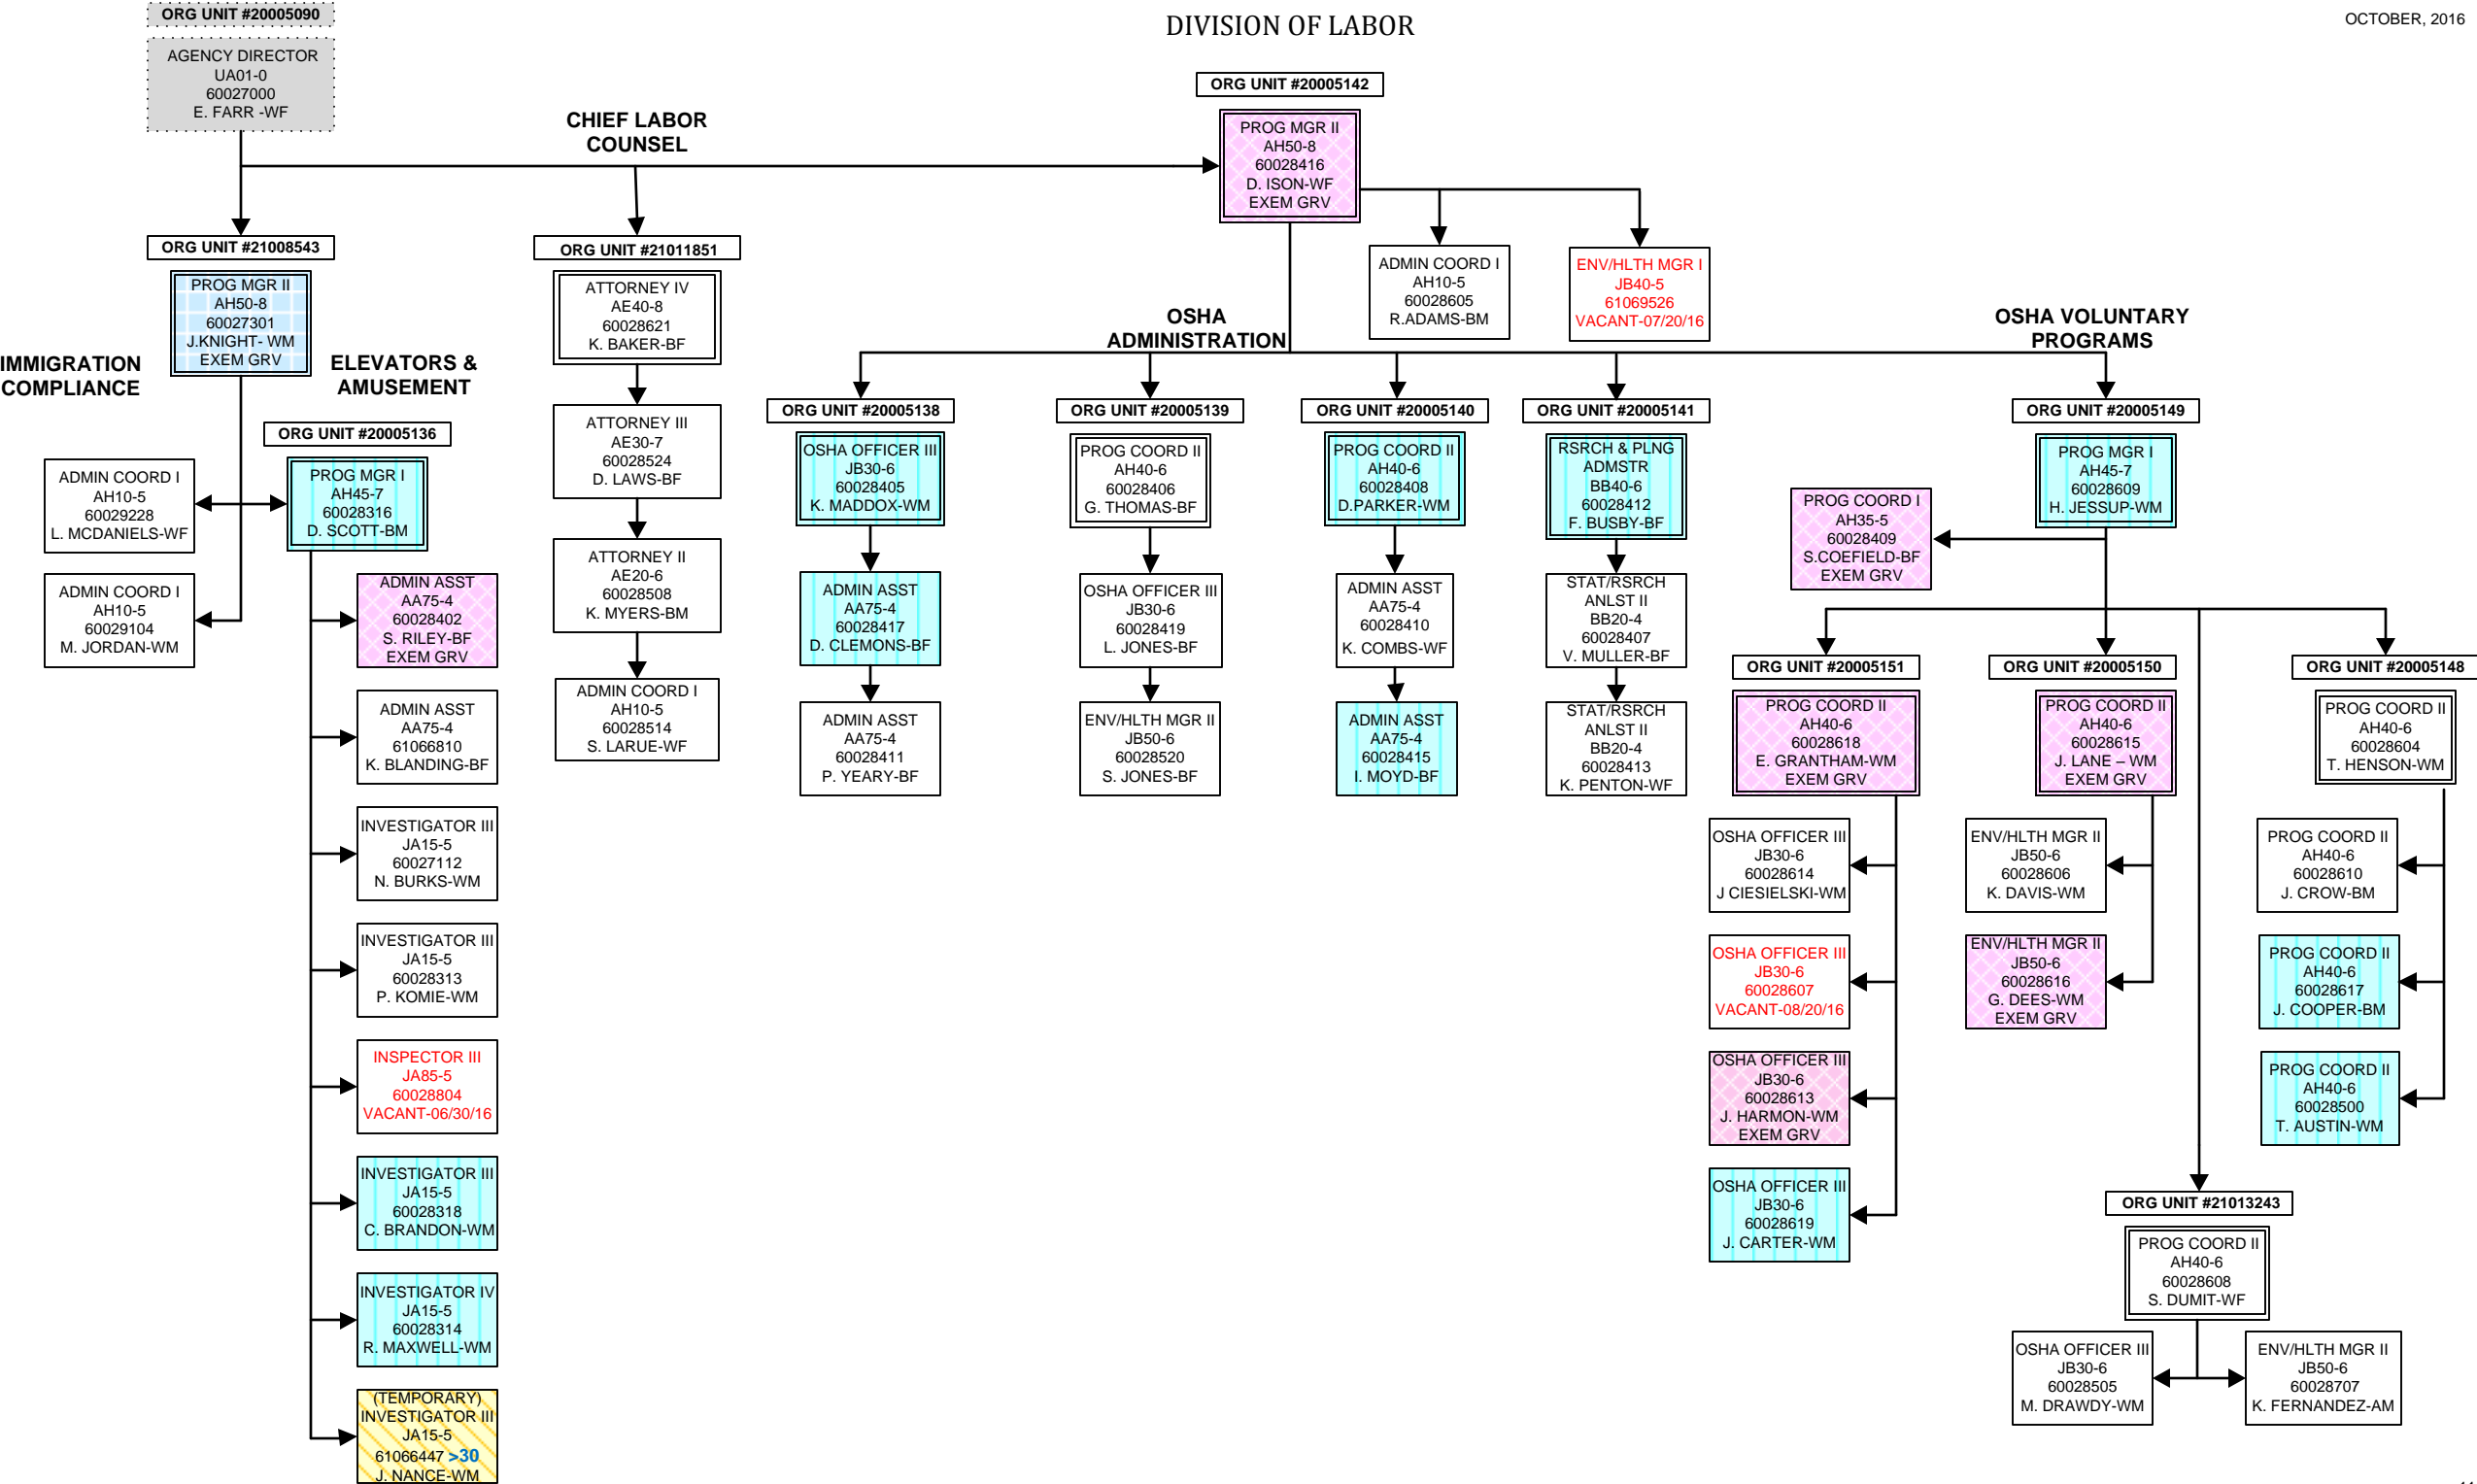 ORG UNIT #20005090
DIVISION OF LABOR
OCTOBER, 2016
AGENCY DIRECTOR
UA01-0
60027000
E. FARR -WF
ORG UNIT #20005142
PROG MGR II
AH50-8
60028416
D. ISON-WF
EXEM GRV
CHIEF LABOR
COUNSEL
ORG UNIT #21008543
PROG MGR II
AH50-8
60027301
J.KNIGHT- WM
EXEM GRV
ORG UNIT #21011851
ATTORNEY IV
AE40-8
60028621
K. BAKER-BF
ATTORNEY III
AE30-7
60028524
D. LAWS-BF
ATTORNEY II
AE20-6
60028508
K. MYERS-BM
ADMIN COORD I
AH10-5
60028514
S. LARUE-WF
ADMIN COORD I
AH10-5
60028605
R.ADAMS-BM
ENV/HLTH MGR I
JB40-5
61069526
VACANT-07/20/16
IMMIGRATION
COMPLIANCE
ADMIN COORD I
AH10-5
60029228
L. MCDANIELS-WF
ADMIN COORD I
AH10-5
60029104
M. JORDAN-WM
ELEVATORS &
AMUSEMENT
ORG UNIT #20005136
PROG MGR I
AH45-7
60028316
D. SCOTT-BM
ADMIN ASST
AA75-4
60028402
S. RILEY-BF
EXEM GRV
ADMIN ASST
AA75-4
61066810
K. BLANDING-BF
INVESTIGATOR III
JA15-5
60027112
N. BURKS-WM
INVESTIGATOR III
JA15-5
60028313
P. KOMIE-WM
INSPECTOR III
JA85-5
60028804
VACANT-06/30/16
INVESTIGATOR III
JA15-5
60028318
C. BRANDON-WM
INVESTIGATOR IV
JA15-5
60028314
R. MAXWELL-WM
(TEMPORARY)
INVESTIGATOR III
JA15-5
61066447 >30
J. NANCE-WM
OSHA
ADMINISTRATION
ORG UNIT #20005138
OSHA OFFICER III
JB30-6
60028405
K. MADDOX-WM
ADMIN ASST
AA75-4
60028417
D. CLEMONS-BF
ADMIN ASST
AA75-4
60028411
P. YEARY-BF
ORG UNIT #20005139
PROG COORD II
AH40-6
60028406
G. THOMAS-BF
OSHA OFFICER III
JB30-6
60028419
L. JONES-BF
ENV/HLTH MGR II
JB50-6
60028520
S. JONES-BF
ORG UNIT #20005140
PROG COORD II
AH40-6
60028408
D.PARKER-WM
ADMIN ASST
AA75-4
60028410
K. COMBS-WF
ADMIN ASST
AA75-4
60028415
I. MOYD-BF
ORG UNIT #20005141
RSRCH & PLNG
ADMSTR
BB40-6
60028412
F. BUSBY-BF
STAT/RSRCH
ANLST II
BB20-4
60028407
V. MULLER-BF
STAT/RSRCH
ANLST II
BB20-4
60028413
K. PENTON-WF
OSHA VOLUNTARY
PROGRAMS
ORG UNIT #20005149
PROG MGR I
AH45-7
60028609
H. JESSUP-WM
PROG COORD I
AH35-5
60028409
S.COEFIELD-BF
EXEM GRV
ORG UNIT #20005151
PROG COORD II
AH40-6
60028618
E. GRANTHAM-WM
EXEM GRV
OSHA OFFICER III
JB30-6
60028614
J CIESIELSKI-WM
OSHA OFFICER III
JB30-6
60028607
VACANT-08/20/16
OSHA OFFICER III
JB30-6
60028613
J. HARMON-WM
EXEM GRV
OSHA OFFICER III
JB30-6
60028619
J. CARTER-WM
ORG UNIT #20005150
PROG COORD II
AH40-6
60028615
J. LANE – WM
EXEM GRV
ENV/HLTH MGR II
JB50-6
60028606
K. DAVIS-WM
ENV/HLTH MGR II
JB50-6
60028616
G. DEES-WM
EXEM GRV
ORG UNIT #20005148
PROG COORD II
AH40-6
60028604
T. HENSON-WM
PROG COORD II
AH40-6
60028610
J. CROW-BM
PROG COORD II
AH40-6
60028617
J. COOPER-BM
PROG COORD II
AH40-6
60028500
T. AUSTIN-WM
ORG UNIT #21013243
PROG COORD II
AH40-6
60028608
S. DUMIT-WF
OSHA OFFICER III
JB30-6
60028505
M. DRAWDY-WM
ENV/HLTH MGR II
JB50-6
60028707
K. FERNANDEZ-AM